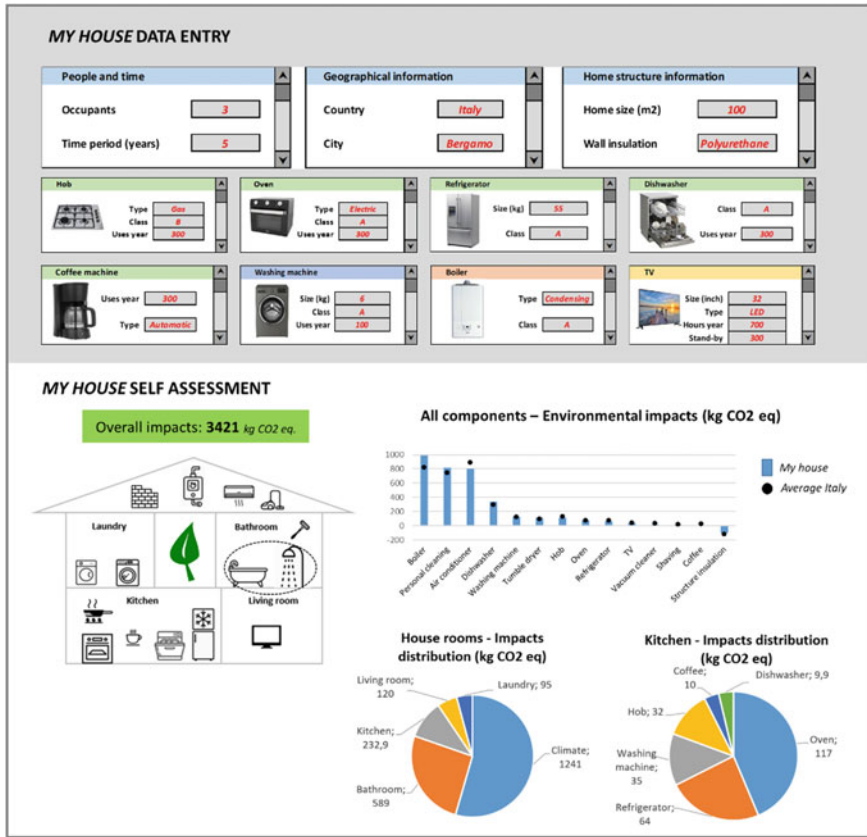 MY HOUSE DATA ENTRY
People and time
Occupants 3
Time period (years) 5
Geographical information
Country Italy
City Bergamo
Home structure information
Home size (m2) 100
Wall insulation Polyurethane
Hob
Type Gas
Class B
Uses year 300
Oven
Type Electric
Class A
Uses year 300
Refrigerator
Size (kg) 55
Class A
Dishwasher
Class A
Uses year 300
Coffee machine
Uses year 300
Type Automatic
Washing machine
Size (kg) 6
Class A
Uses year 100
Boiler
Type Condensing
Class A
TV
Size (inch) 32
Type LED
Hours year 700
Stand-by 300
MY HOUSE SELF ASSESSMENT
Overall impacts: 3421 kg CO2 eq.
Laundry
Bathroom
Kitchen
Living room
All components – Environmental impacts (kg CO2 eq)
1000
800
600
400
200
0
-200
Boiler
Personal cleaning
Air conditioner
Dishwasher
Washing machine
Tumble dryer
Hob
Oven
Refrigerator
TV
Vacuum cleaner
Shaving
Coffee
Structure insulation
My house
Average Italy
House rooms - Impacts
distribution (kg CO2 eq)
Living room;
120
Laundry; 95
Kitchen;
232,9
Climate;
1241
Bathroom;
589
Kitchen - Impacts distribution
(kg CO2 eq)
Coffee;
10
Dishwasher; 9,9
Hob; 32
Oven;
117
Washing
machine;
35
Refrigerator;
64